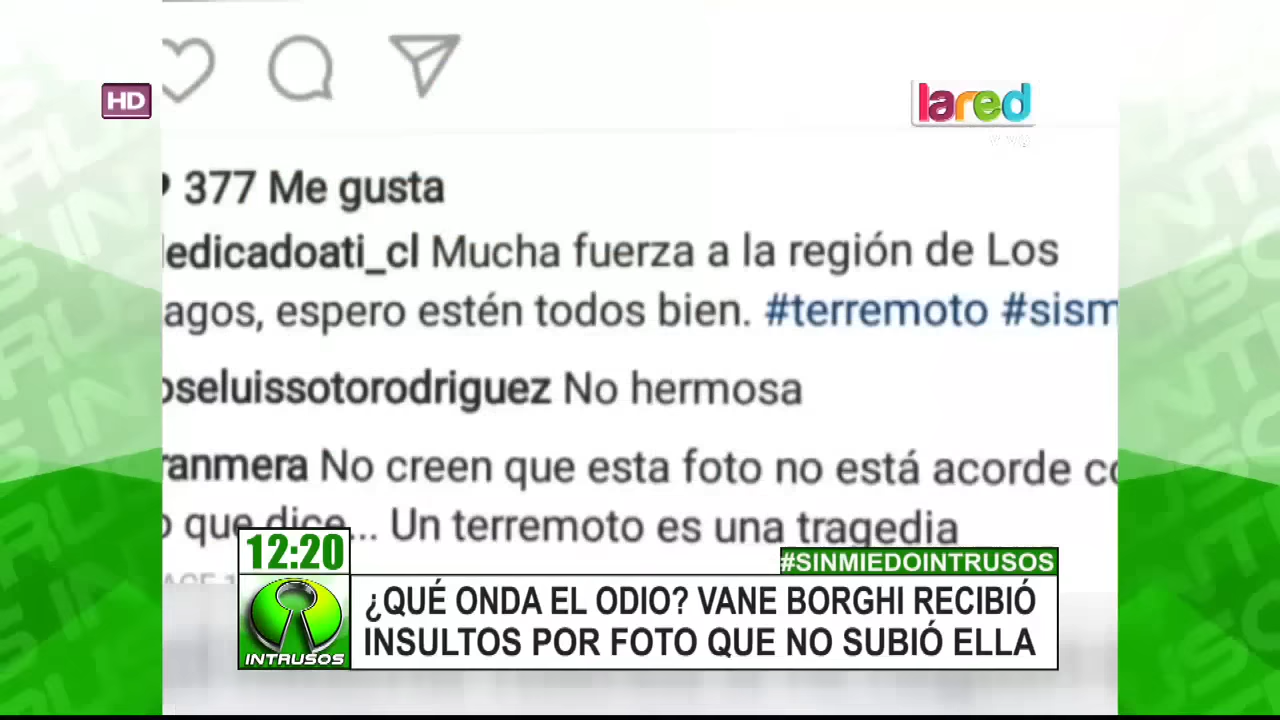 HD
lared
vivo
377 Me gusta
edicadoati_cl Mucha fuerza a la región de Los
agos, espero estén todos bien. #terremoto #sism
oseluissotorodriguez No hermosa
ranmera No creen que esta foto no está acorde co
o que dice... Un terremoto es una tragedia
12:20
#SINMIEDOINTRUSOS
¿QUÉ ONDA EL ODIO? VANE BORGHI RECIBIÓ
INSULTOS POR FOTO QUE NO SUBIÓ ELLA
INTRUSOS